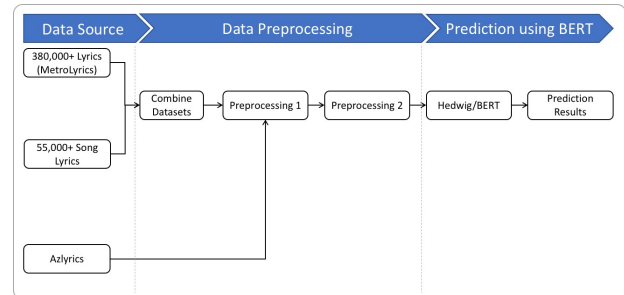 Data Source
Data Preprocessing
Prediction using BERT
380,000+ Lyrics
(MetroLyrics)
Combine
Datasets
Preprocessing 1
Preprocessing 2
Hedwig/BERT
Prediction
Results
55,000+ Song
Lyrics
Azlyrics